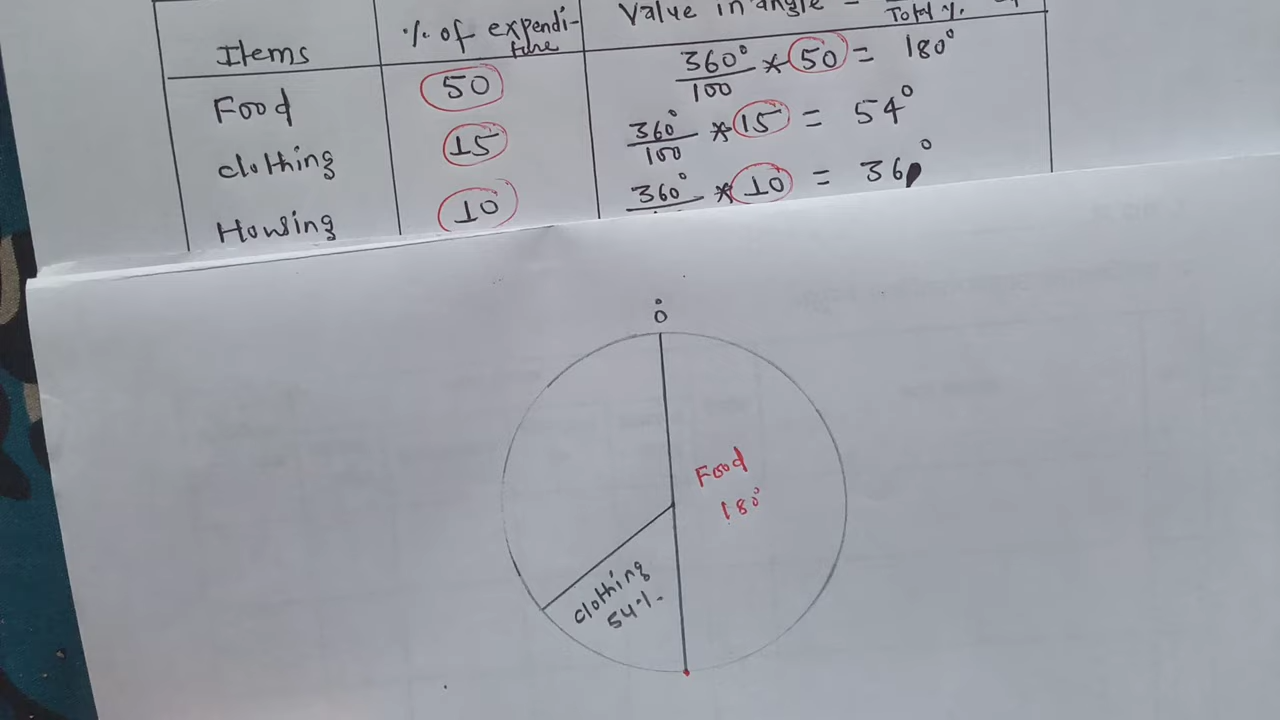 Items
% of expendi-
ture
Value in angle =
Total %
Food
50
360°/100 * 50 = 180°
clothing
15
360°/100 * 15 = 54°
Housing
10
360° * 10 = 36°
0°
Food
180°
clothing
54%